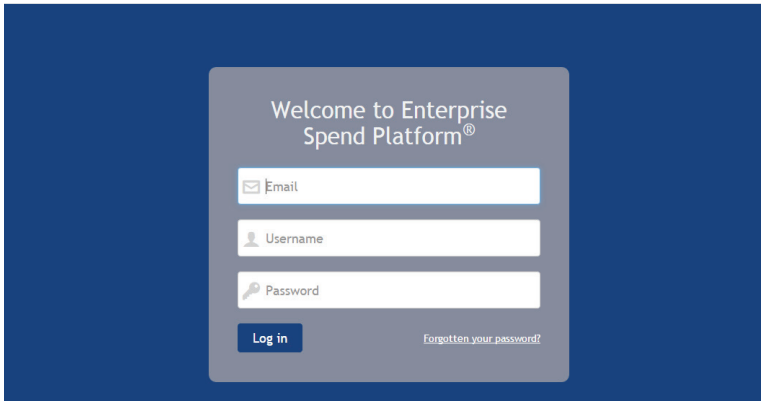 Welcome to Enterprise
Spend Platform®
Email
Username
Password
Log in
Forgotten your password?